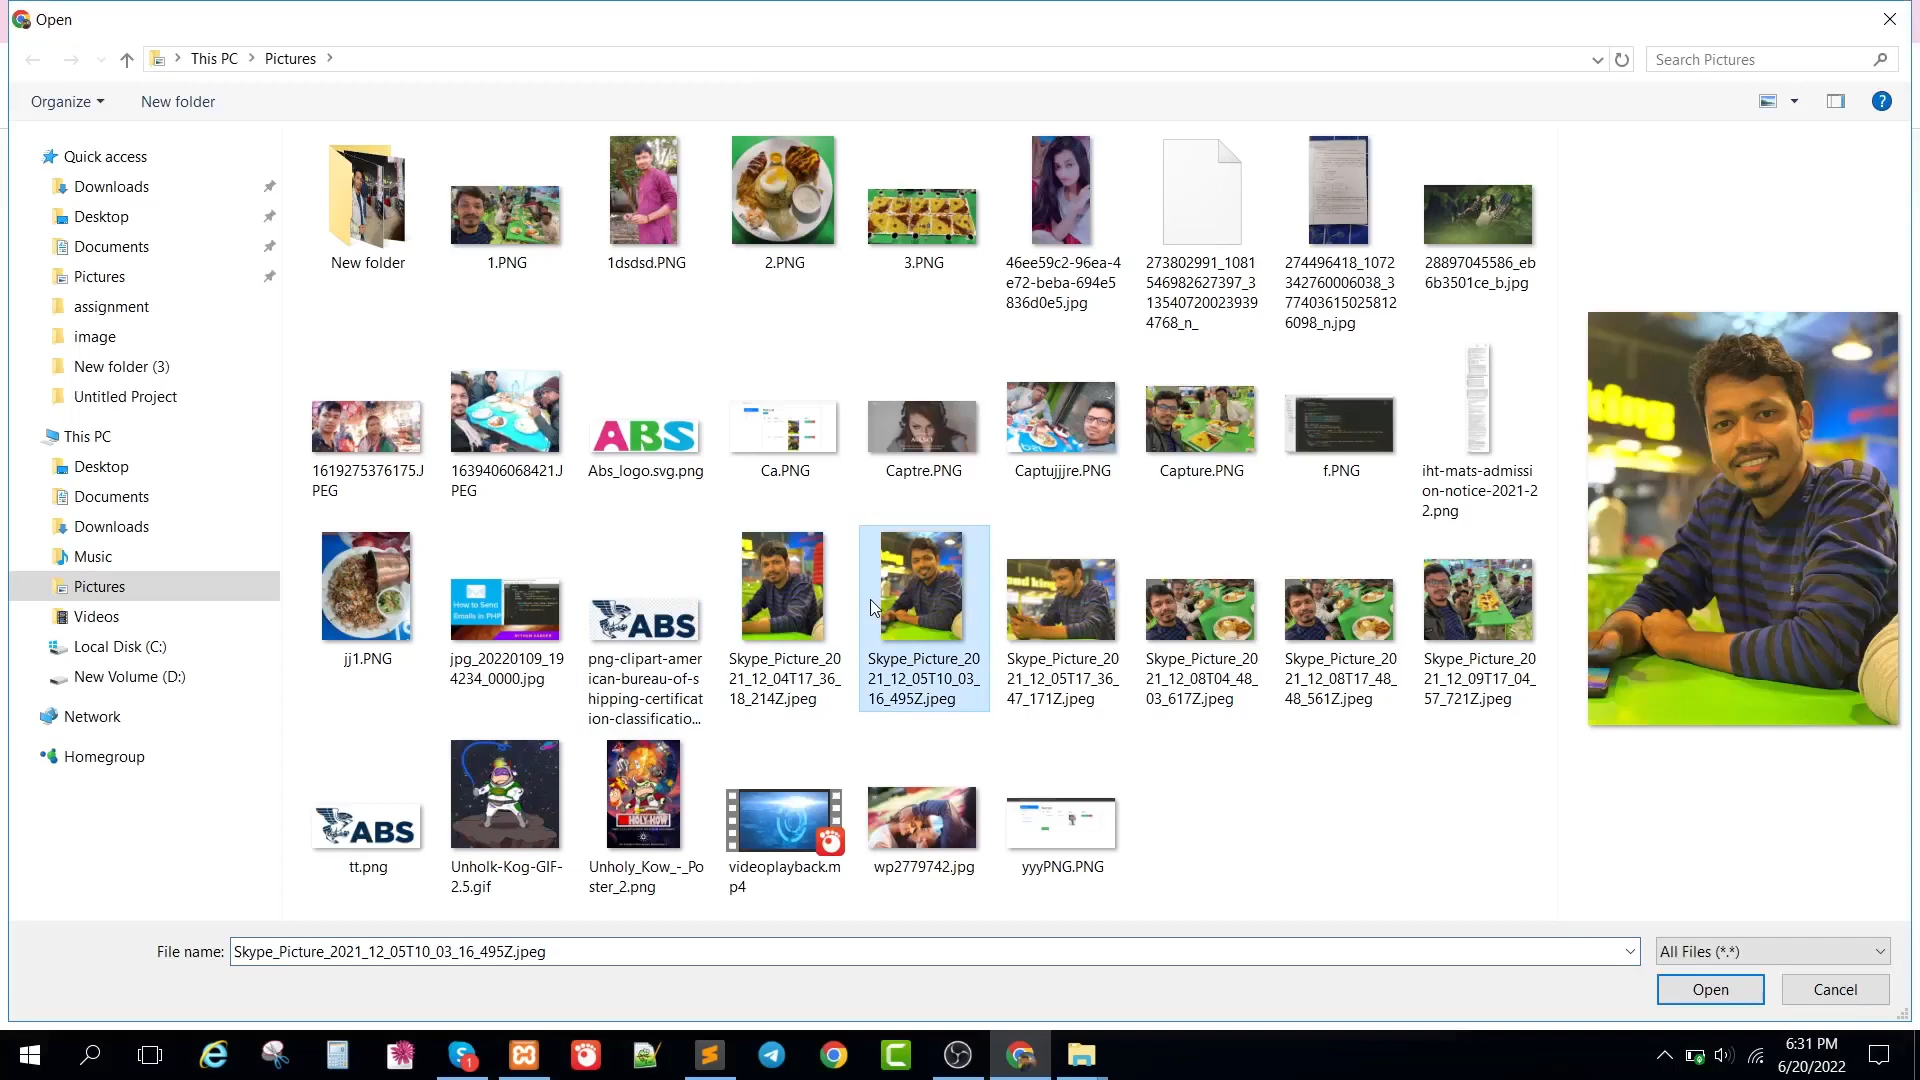 Open
This PC
Pictures
Search Pictures
Organize
New folder
?
Quick access
Downloads
Desktop
Documents
Pictures
assignment
image
New folder (3)
Untitled Project
This PC
Desktop
Documents
Downloads
Music
Pictures
Videos
Local Disk (C:)
New Volume (D:)
Network
Homegroup
New folder
1.PNG
1dsdsd.PNG
2.PNG
3.PNG
46ee59c2-96ea-4
e72-beba-694e5
836d0e5.jpg
273802991_1081
546982627397_3
13540720023939
4768_n_
274496418_1072
342760006038_3
77403615025812
6098_n.jpg
28897045586_eb
6b3501ce_b.jpg
1619275376175.J
PEG
1639406068421.J
PEG
ABS
Abs_logo.svg.png
Ca.PNG
Captre.PNG
Captujjjre.PNG
Capture.PNG
f.PNG
iht-mats-admissi
on-notice-2021-2
2.png
jj1.PNG
How to Send
Emails in PHP
jpg_20220109_19
4234_0000.jpg
ABS
png-clipart-amer
ican-bureau-of-s
hipping-certificat
ion-classificatio...
Skype_Picture_20
21_12_04T17_36_
18_214Z.jpeg
Skype_Picture_20
21_12_05T10_03_
16_495Z.jpeg
Skype_Picture_20
21_12_05T17_36_
47_171Z.jpeg
Skype_Picture_20
21_12_08T04_48_
03_617Z.jpeg
Skype_Picture_20
21_12_08T17_48_
48_561Z.jpeg
Skype_Picture_20
21_12_09T17_04_
57_721Z.jpeg
ABS
tt.png
Unholk-Kog-GIF-
2.5.gif
Unholy_Kow_-_Po
ster_2.png
videoplayback.m
p4
wp2779742.jpg
yyyPNG.PNG
File name:
Skype_Picture_2021_12_05T10_03_16_495Z.jpeg
All Files (*.*)
Open
Cancel
1
6:31 PM
6/20/2022